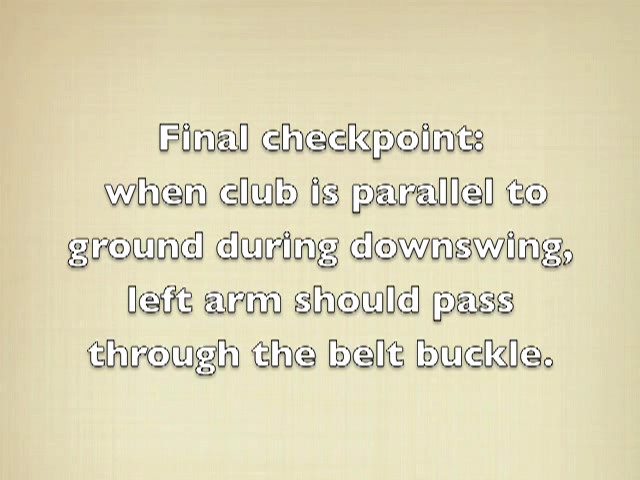 Final checkpoint:
when club is parallel to
ground during downswing,
left arm should pass
through the belt buckle.